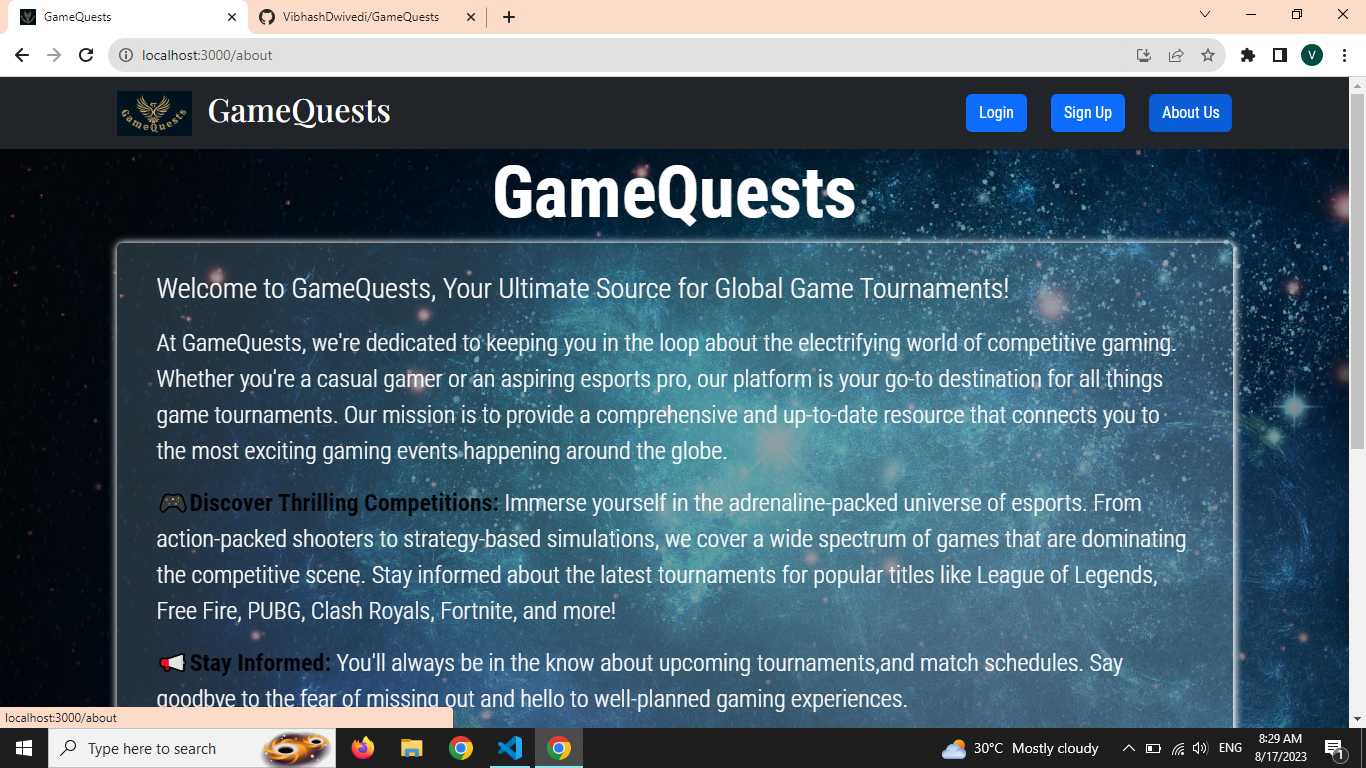 GameQuests
VibhashDwivedi/GameQuests
localhost:3000/about
V
GameQuests
GameQuests
Login
Sign Up
About Us
GameQuests
Welcome to GameQuests, Your Ultimate Source for Global Game Tournaments!
At GameQuests, we're dedicated to keeping you in the loop about the electrifying world of competitive gaming.
Whether you're a casual gamer or an aspiring esports pro, our platform is your go-to destination for all things
game tournaments. Our mission is to provide a comprehensive and up-to-date resource that connects you to
the most exciting gaming events happening around the globe.
🎮Discover Thrilling Competitions: Immerse yourself in the adrenaline-packed universe of esports. From
action-packed shooters to strategy-based simulations, we cover a wide spectrum of games that are dominating
the competitive scene. Stay informed about the latest tournaments for popular titles like League of Legends,
Free Fire, PUBG, Clash Royals, Fortnite, and more!
📢Stay Informed: You'll always be in the know about upcoming tournaments,and match schedules. Say
goodbye to the fear of missing out and hello to well-planned gaming experiences.
localhost:3000/about
Type here to search
30°C Mostly cloudy
ENG
8:29 AM
8/17/2023
1